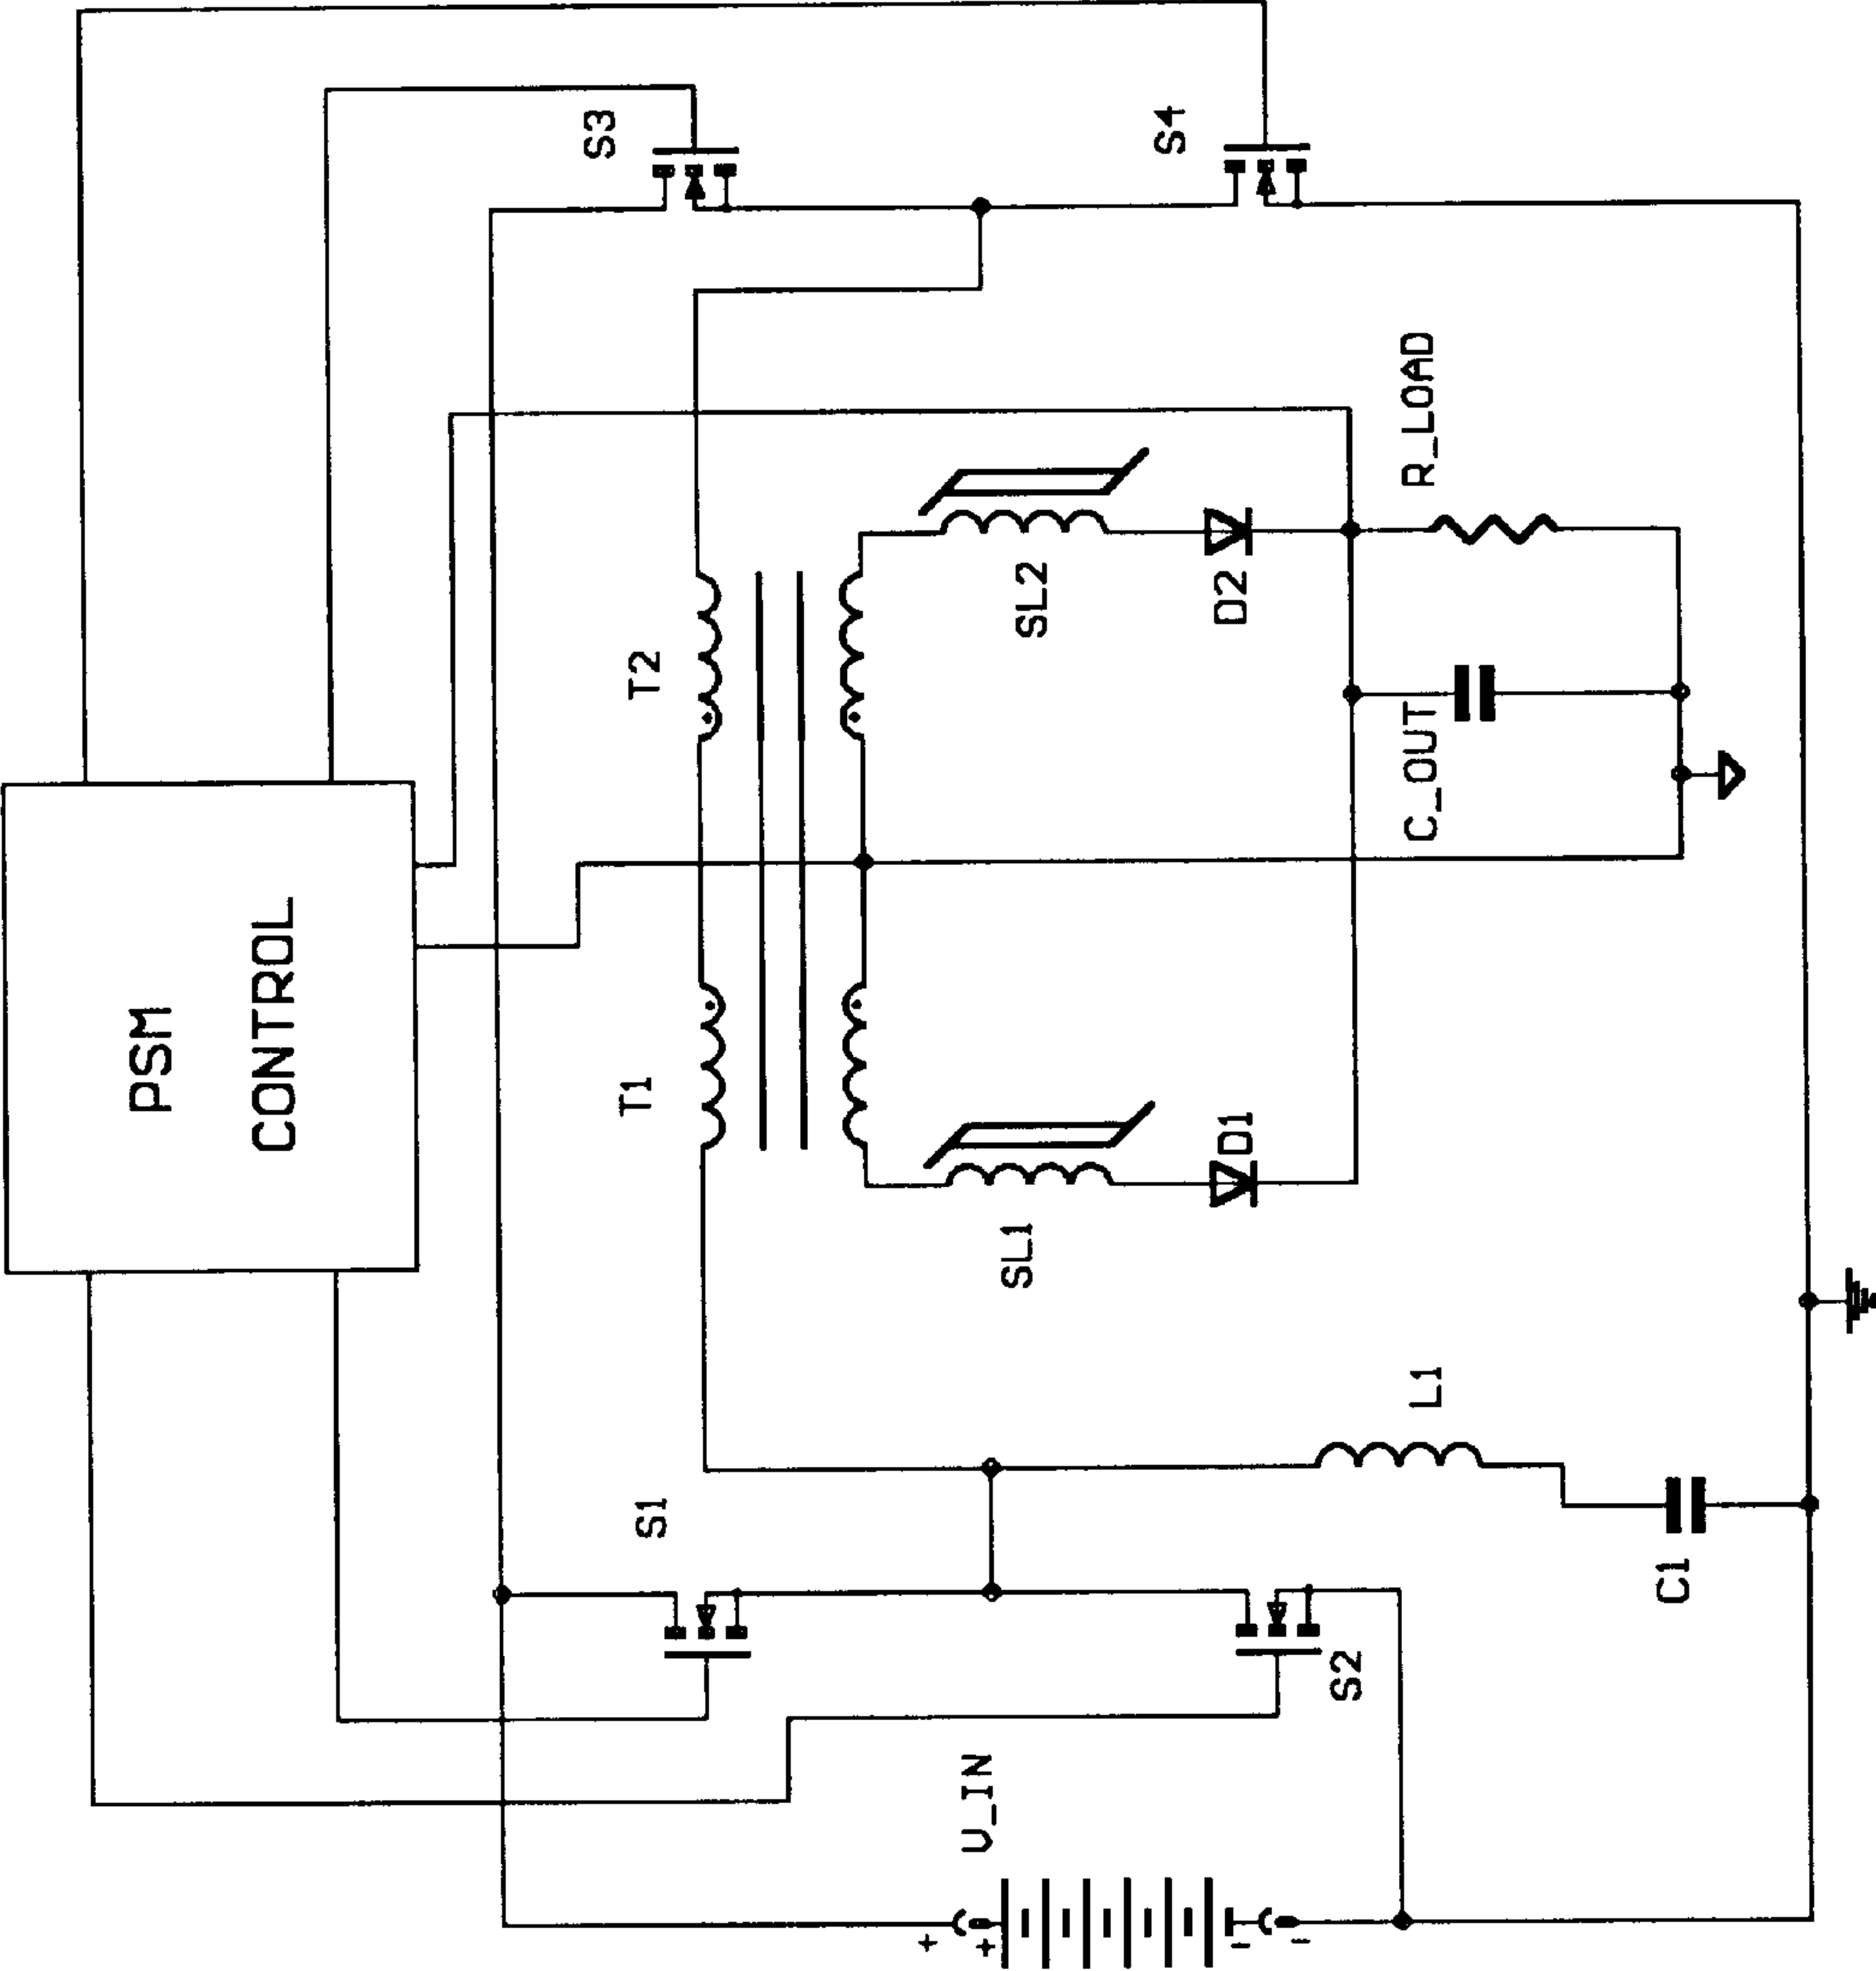 PSM
CONTROL
S3
S4
R_LOAD
T2
SL2
D2
C_OUT
T1
SL1
D1
L1
S1
C1
S2
U_IN
+
+
-
-